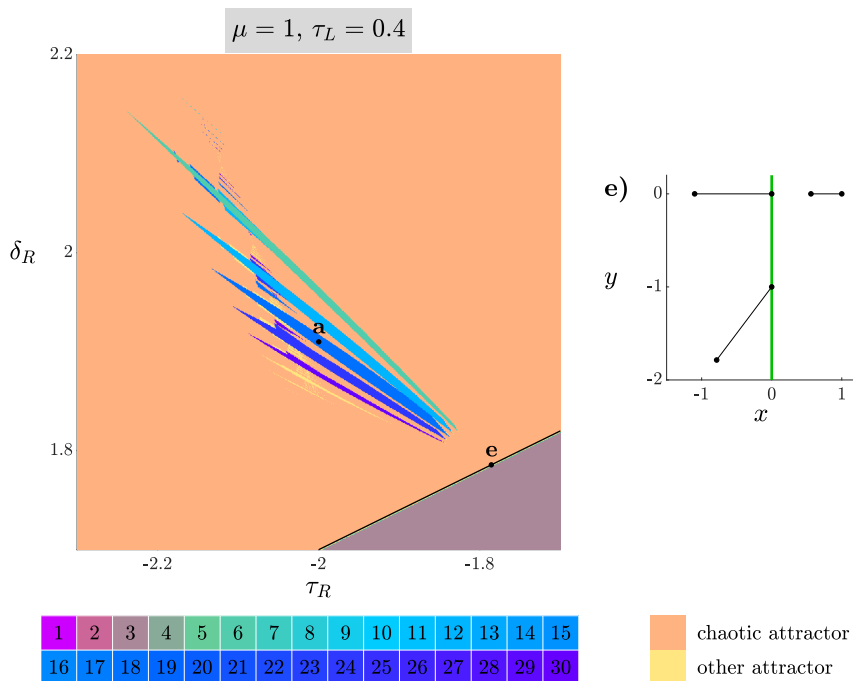 μ = 1, τ_L = 0.4
2.2
2
1.8
δ_R
a
e
-2.2
-2
-1.8
τ_R
e)
0
-1
-2
y
-1
0
1
x
1 2 3 4 5 6 7 8 9 10 11 12 13 14 15
16 17 18 19 20 21 22 23 24 25 26 27 28 29 30
chaotic attractor
other attractor